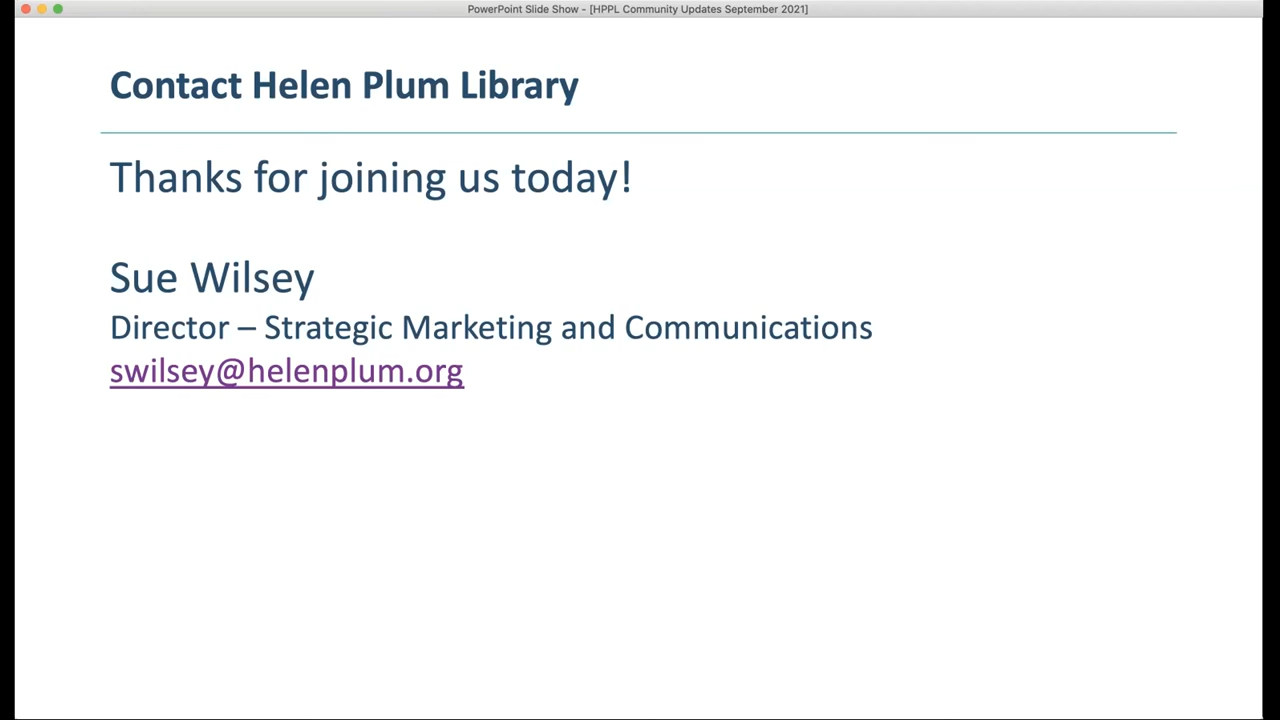 PowerPoint Slide Show - [HPPL Community Updates September 2021]
Contact Helen Plum Library
Thanks for joining us today!
Sue Wilsey
Director – Strategic Marketing and Communications
swilsey@helenplum.org